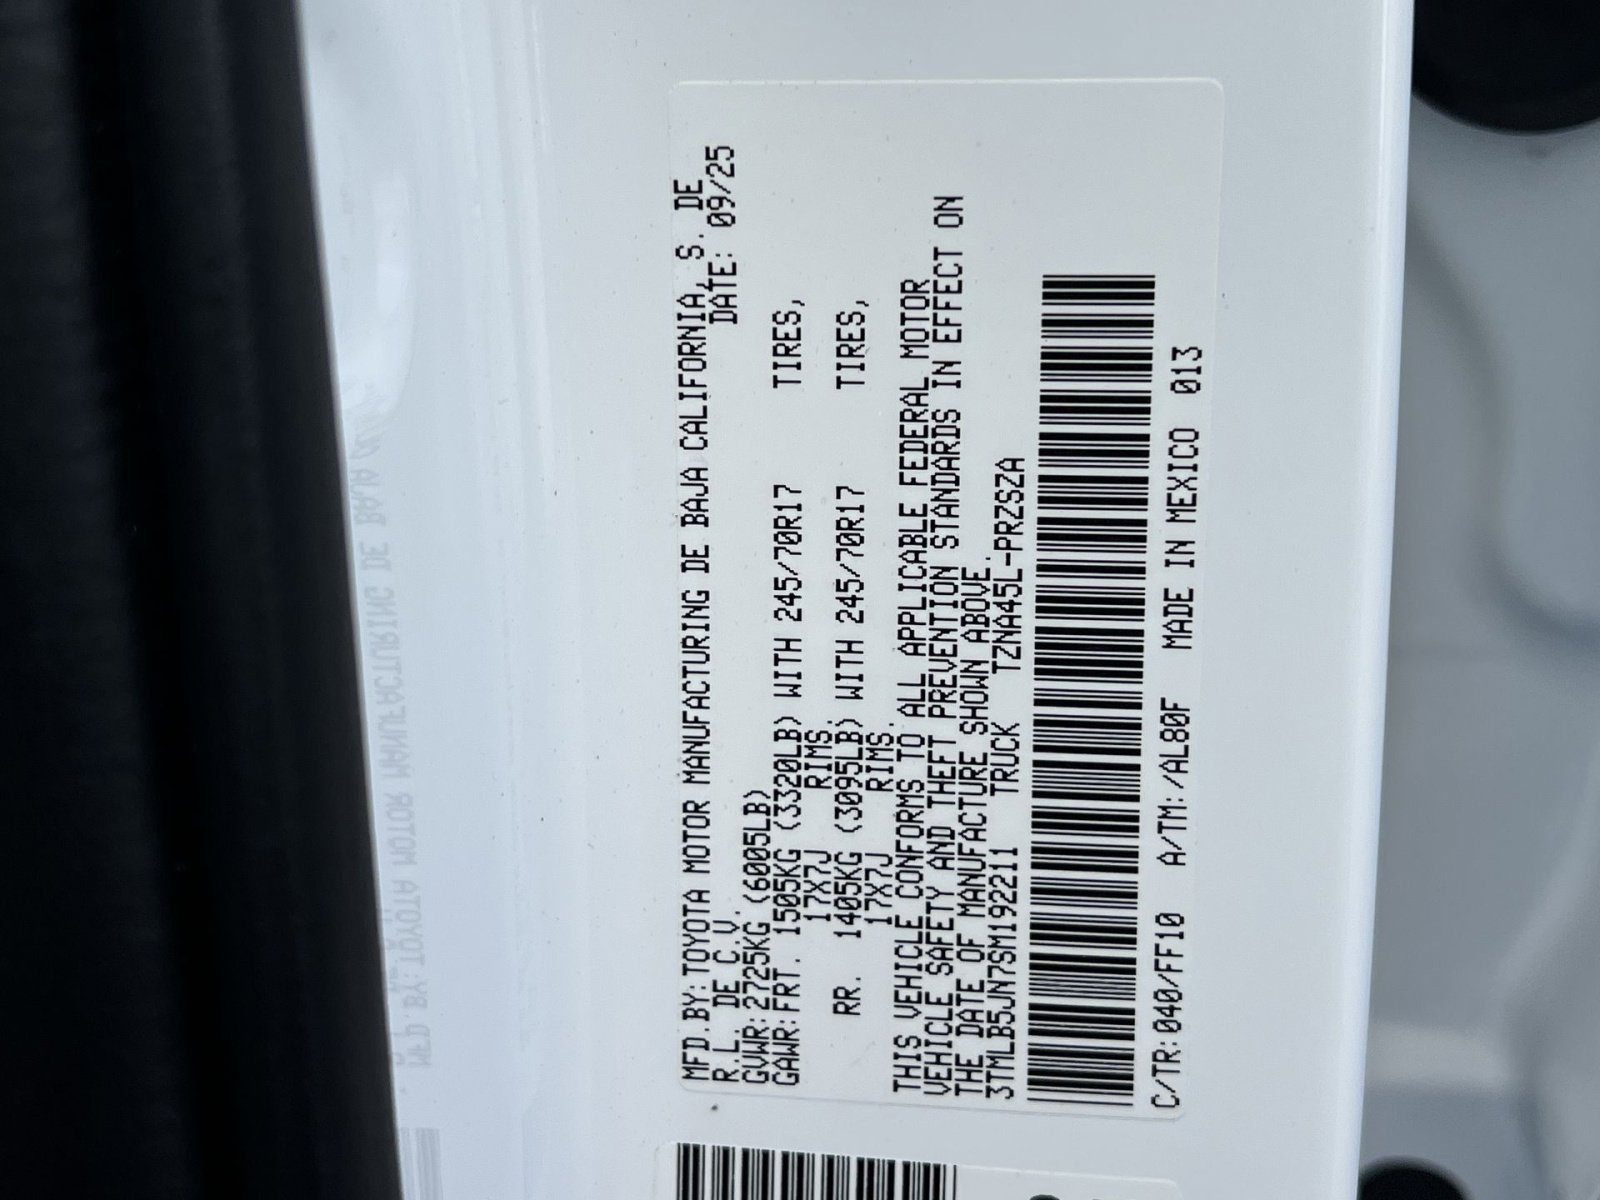 MFD.BY:TOYOTA MOTOR MANUFACTURING DE BAJA CALIFORNIA, S. DE
R.L. DE C.V. DATE: 09/25
GVWR:2725KG (6005LB)
GAWR:FRT. 1505KG (3320LB) WITH 245/70R17 TIRES,
17X7J RIMS.
RR. 1405KG (3095LB) WITH 245/70R17 TIRES,
17X7J RIMS.
THIS VEHICLE CONFORMS TO ALL APPLICABLE FEDERAL MOTOR
VEHICLE SAFETY AND THEFT PREVENTION STANDARDS IN EFFECT ON
THE DATE OF MANUFACTURE SHOWN ABOVE.
3TMLB5JN7SM192211 TRUCK TZNA45L-PRZSZA
C/TR:040/FF10 A/TM:/AL80F MADE IN MEXICO 013